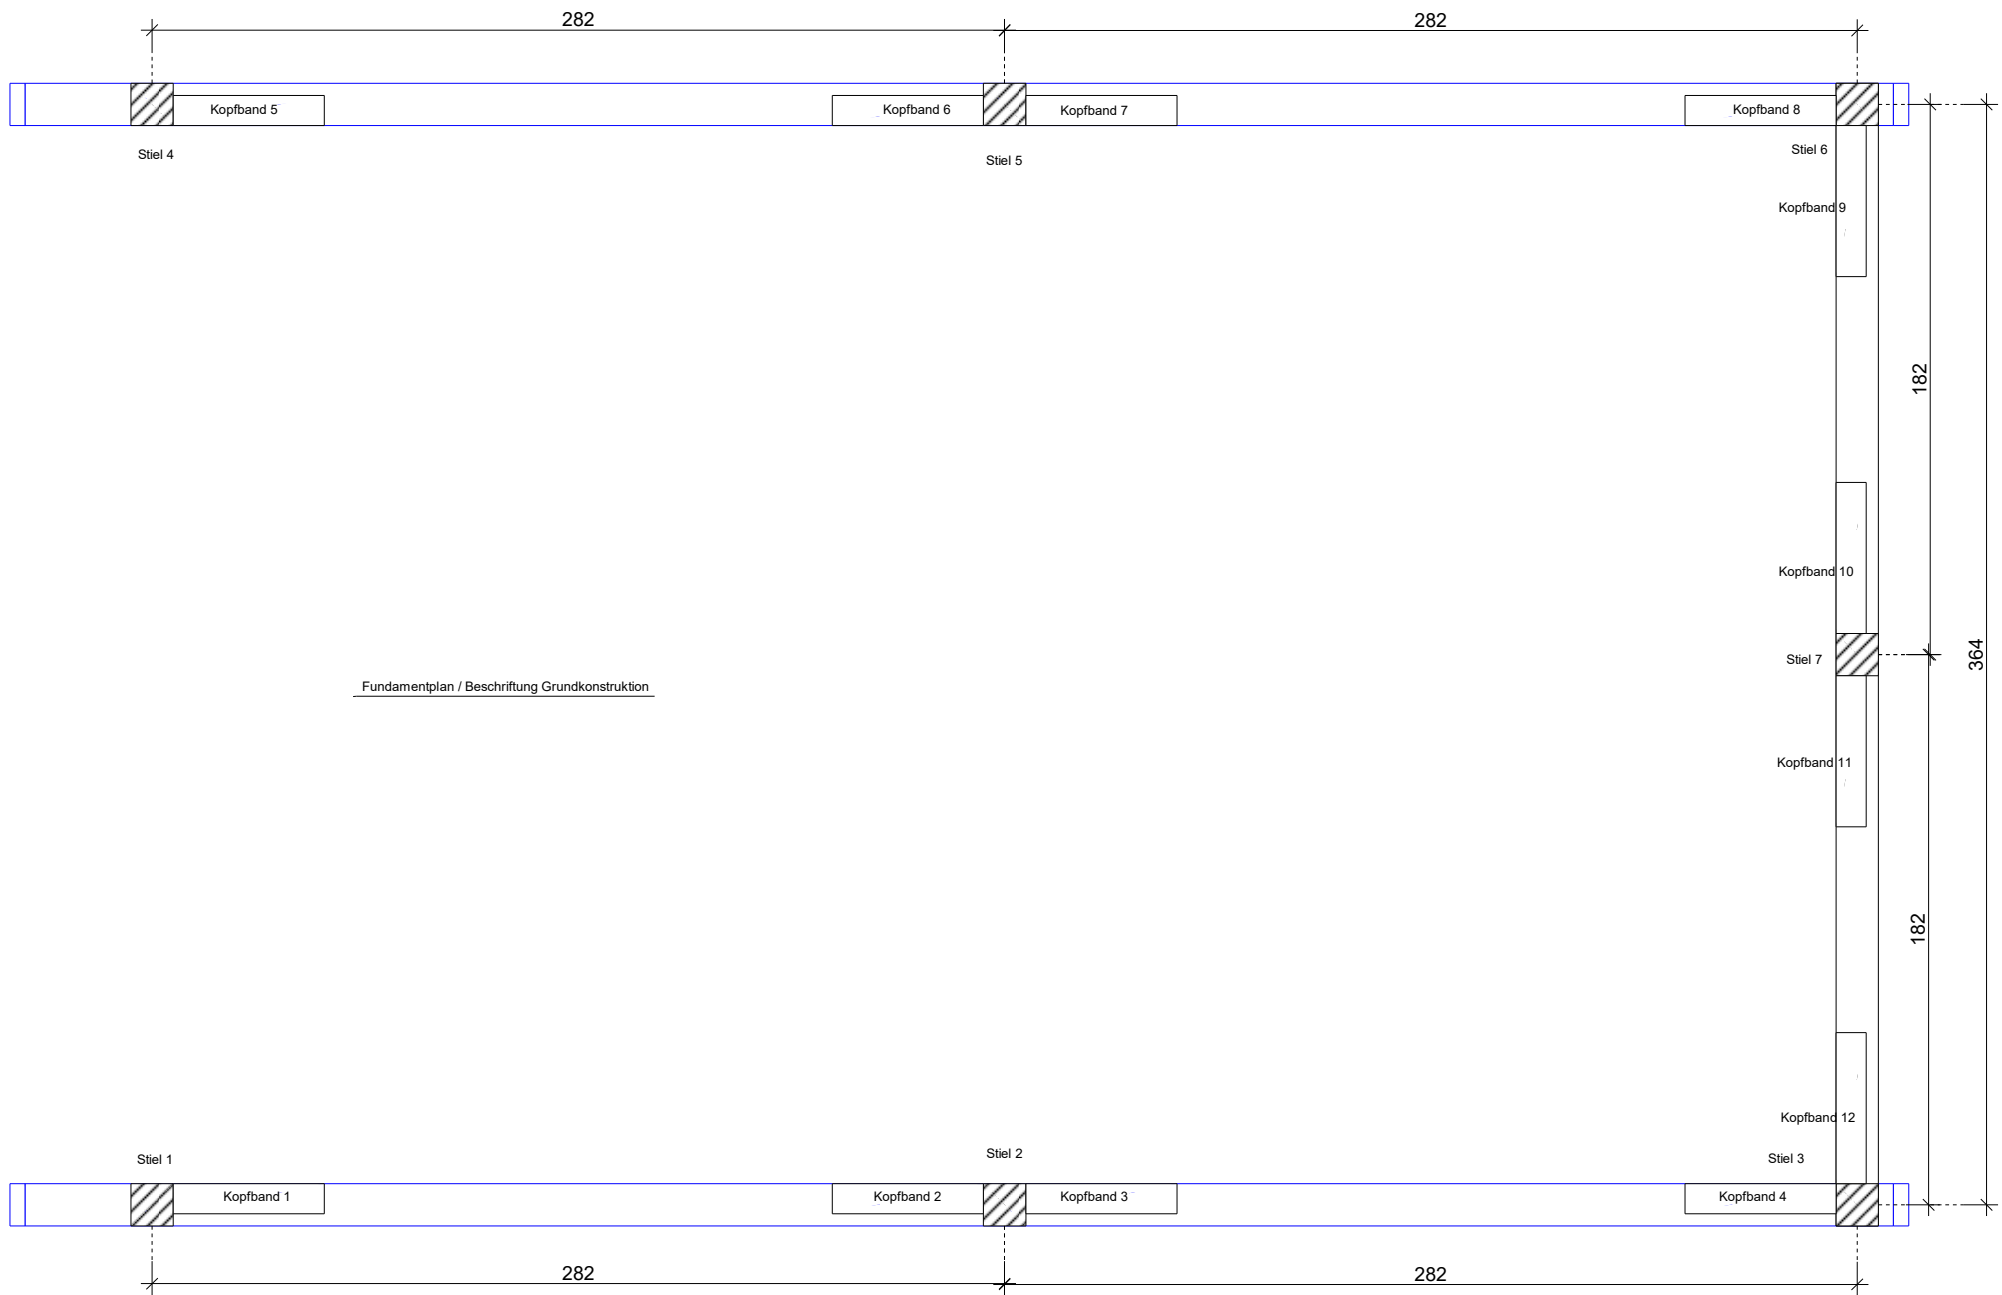 282
282
Kopfband 5
Kopfband 6
Kopfband 7
Kopfband 8
Stiel 4
Stiel 5
Stiel 6
Kopfband 9
182
Kopfband 10
364
Stiel 7
Fundamentplan / Beschriftung Grundkonstruktion
Kopfband 11
182
Kopfband 12
Stiel 1
Stiel 2
Stiel 3
Kopfband 1
Kopfband 2
Kopfband 3
Kopfband 4
282
282